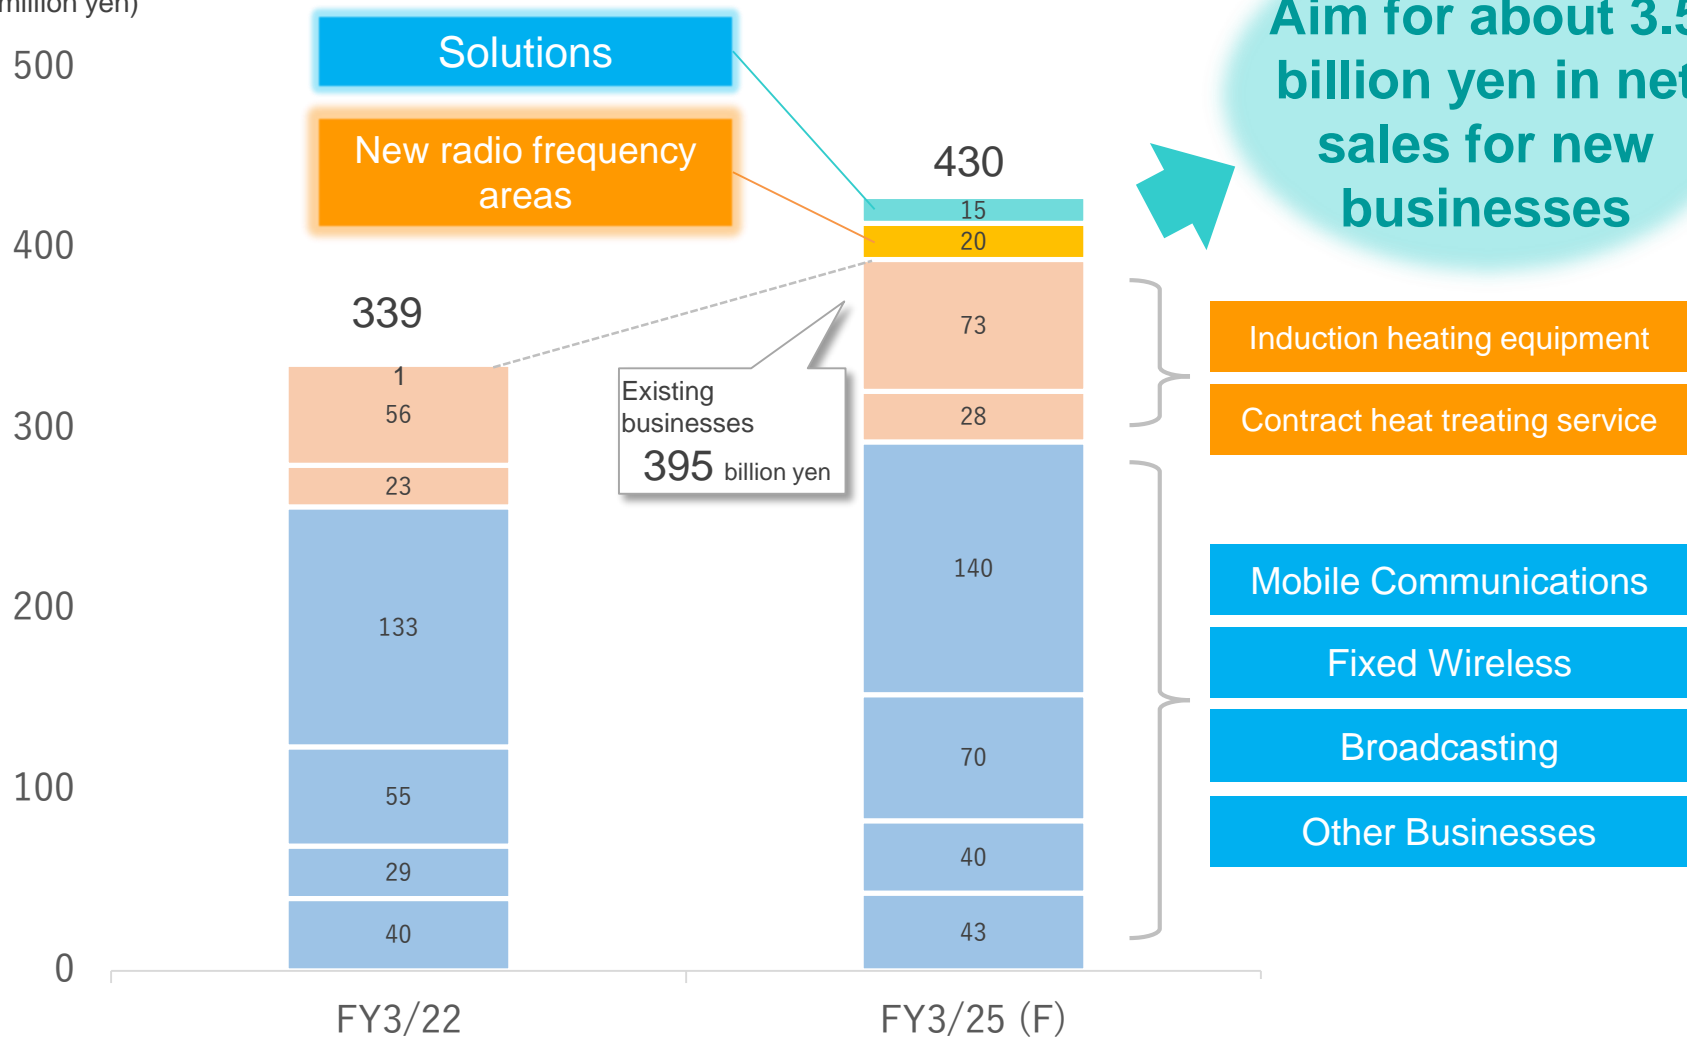 million yen)
500
400
300
200
100
0
Solutions
New radio frequency
areas
339
1
56
23
133
55
29
40
FY3/22
Existing
businesses
395 billion yen
430
15
20
73
28
140
70
40
43
FY3/25 (F)
Aim for about 3.5
billion yen in net
sales for new
businesses
Induction heating equipment
Contract heat treating service
Mobile Communications
Fixed Wireless
Broadcasting
Other Businesses